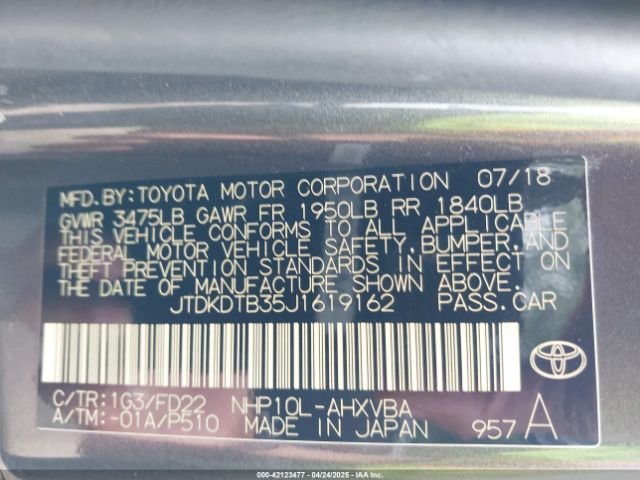 MFD.BY:TOYOTA MOTOR CORPORATION 07/18
GVWR 3475LB GAWR FR 1950LB RR 1840LB
THIS VEHICLE CONFORMS TO ALL APPLICABLE
FEDERAL MOTOR VEHICLE SAFETY,BUMPER,AND
THEFT PREVENTION STANDARDS IN EFFECT ON
THE DATE OF MANUFACTURE SHOWN ABOVE.
JTDKDTB35J1619162 PASS.CAR
C/TR:1G3/FD22 NHP10L-AHXVBA
A/TM:-01A/P510 MADE IN JAPAN 957 A
000-42123477 — 04/24/2025 — IAA Inc.